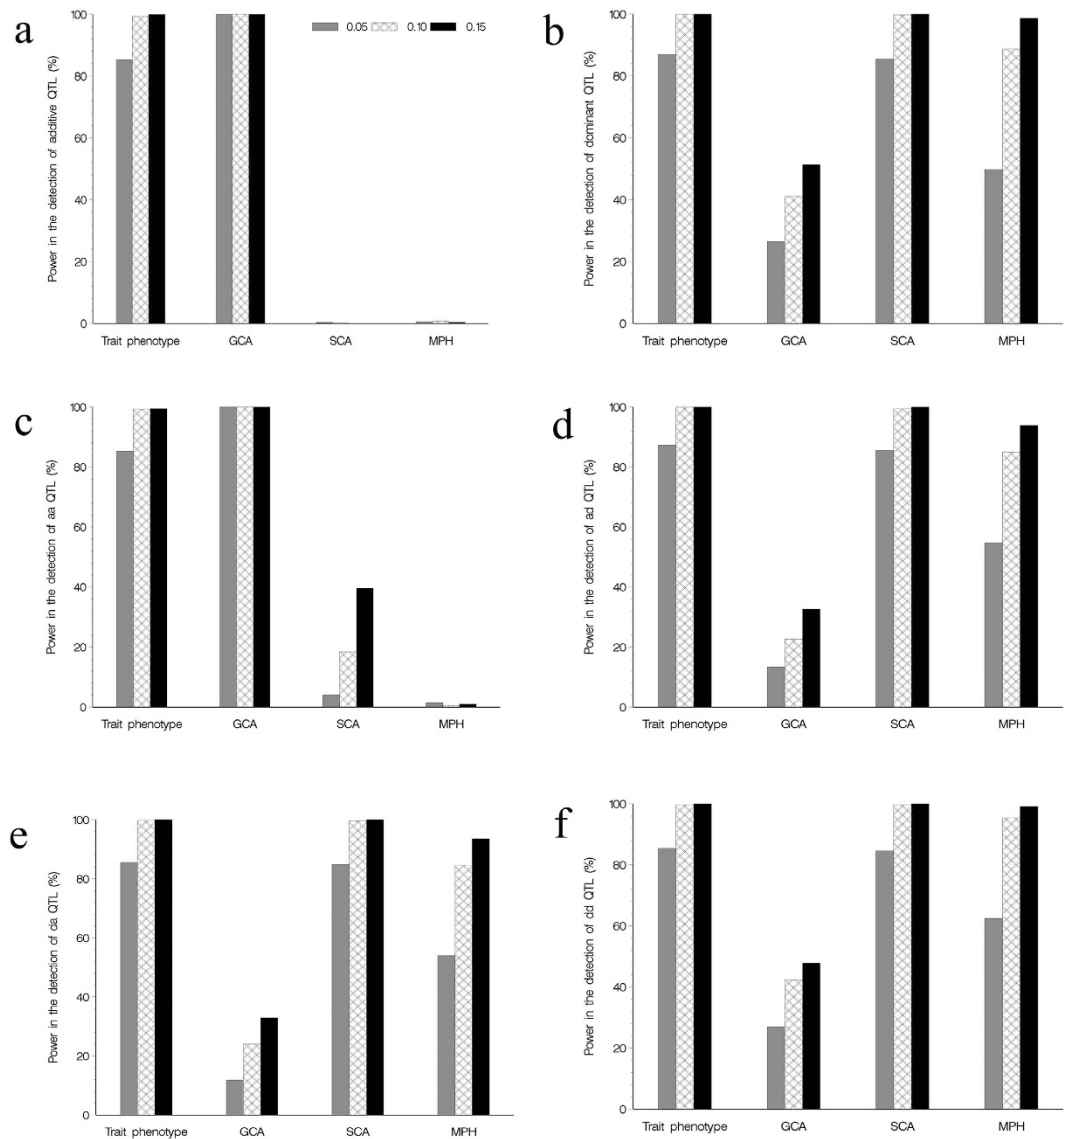 a
0.05 0.10 0.15
Power in the detection of additive QTL (%)
100
80
60
40
20
0
Trait phenotype GCA SCA MPH
b
Power in the detection of dominant QTL (%)
100
80
60
40
20
0
Trait phenotype GCA SCA MPH
c
Power in the detection of aa QTL (%)
100
80
60
40
20
0
Trait phenotype GCA SCA MPH
d
Power in the detection of ad QTL (%)
100
80
60
40
20
0
Trait phenotype GCA SCA MPH
e
Power in the detection of da QTL (%)
100
80
60
40
20
0
Trait phenotype GCA SCA MPH
f
Power in the detection of dd QTL (%)
100
80
60
40
20
0
Trait phenotype GCA SCA MPH